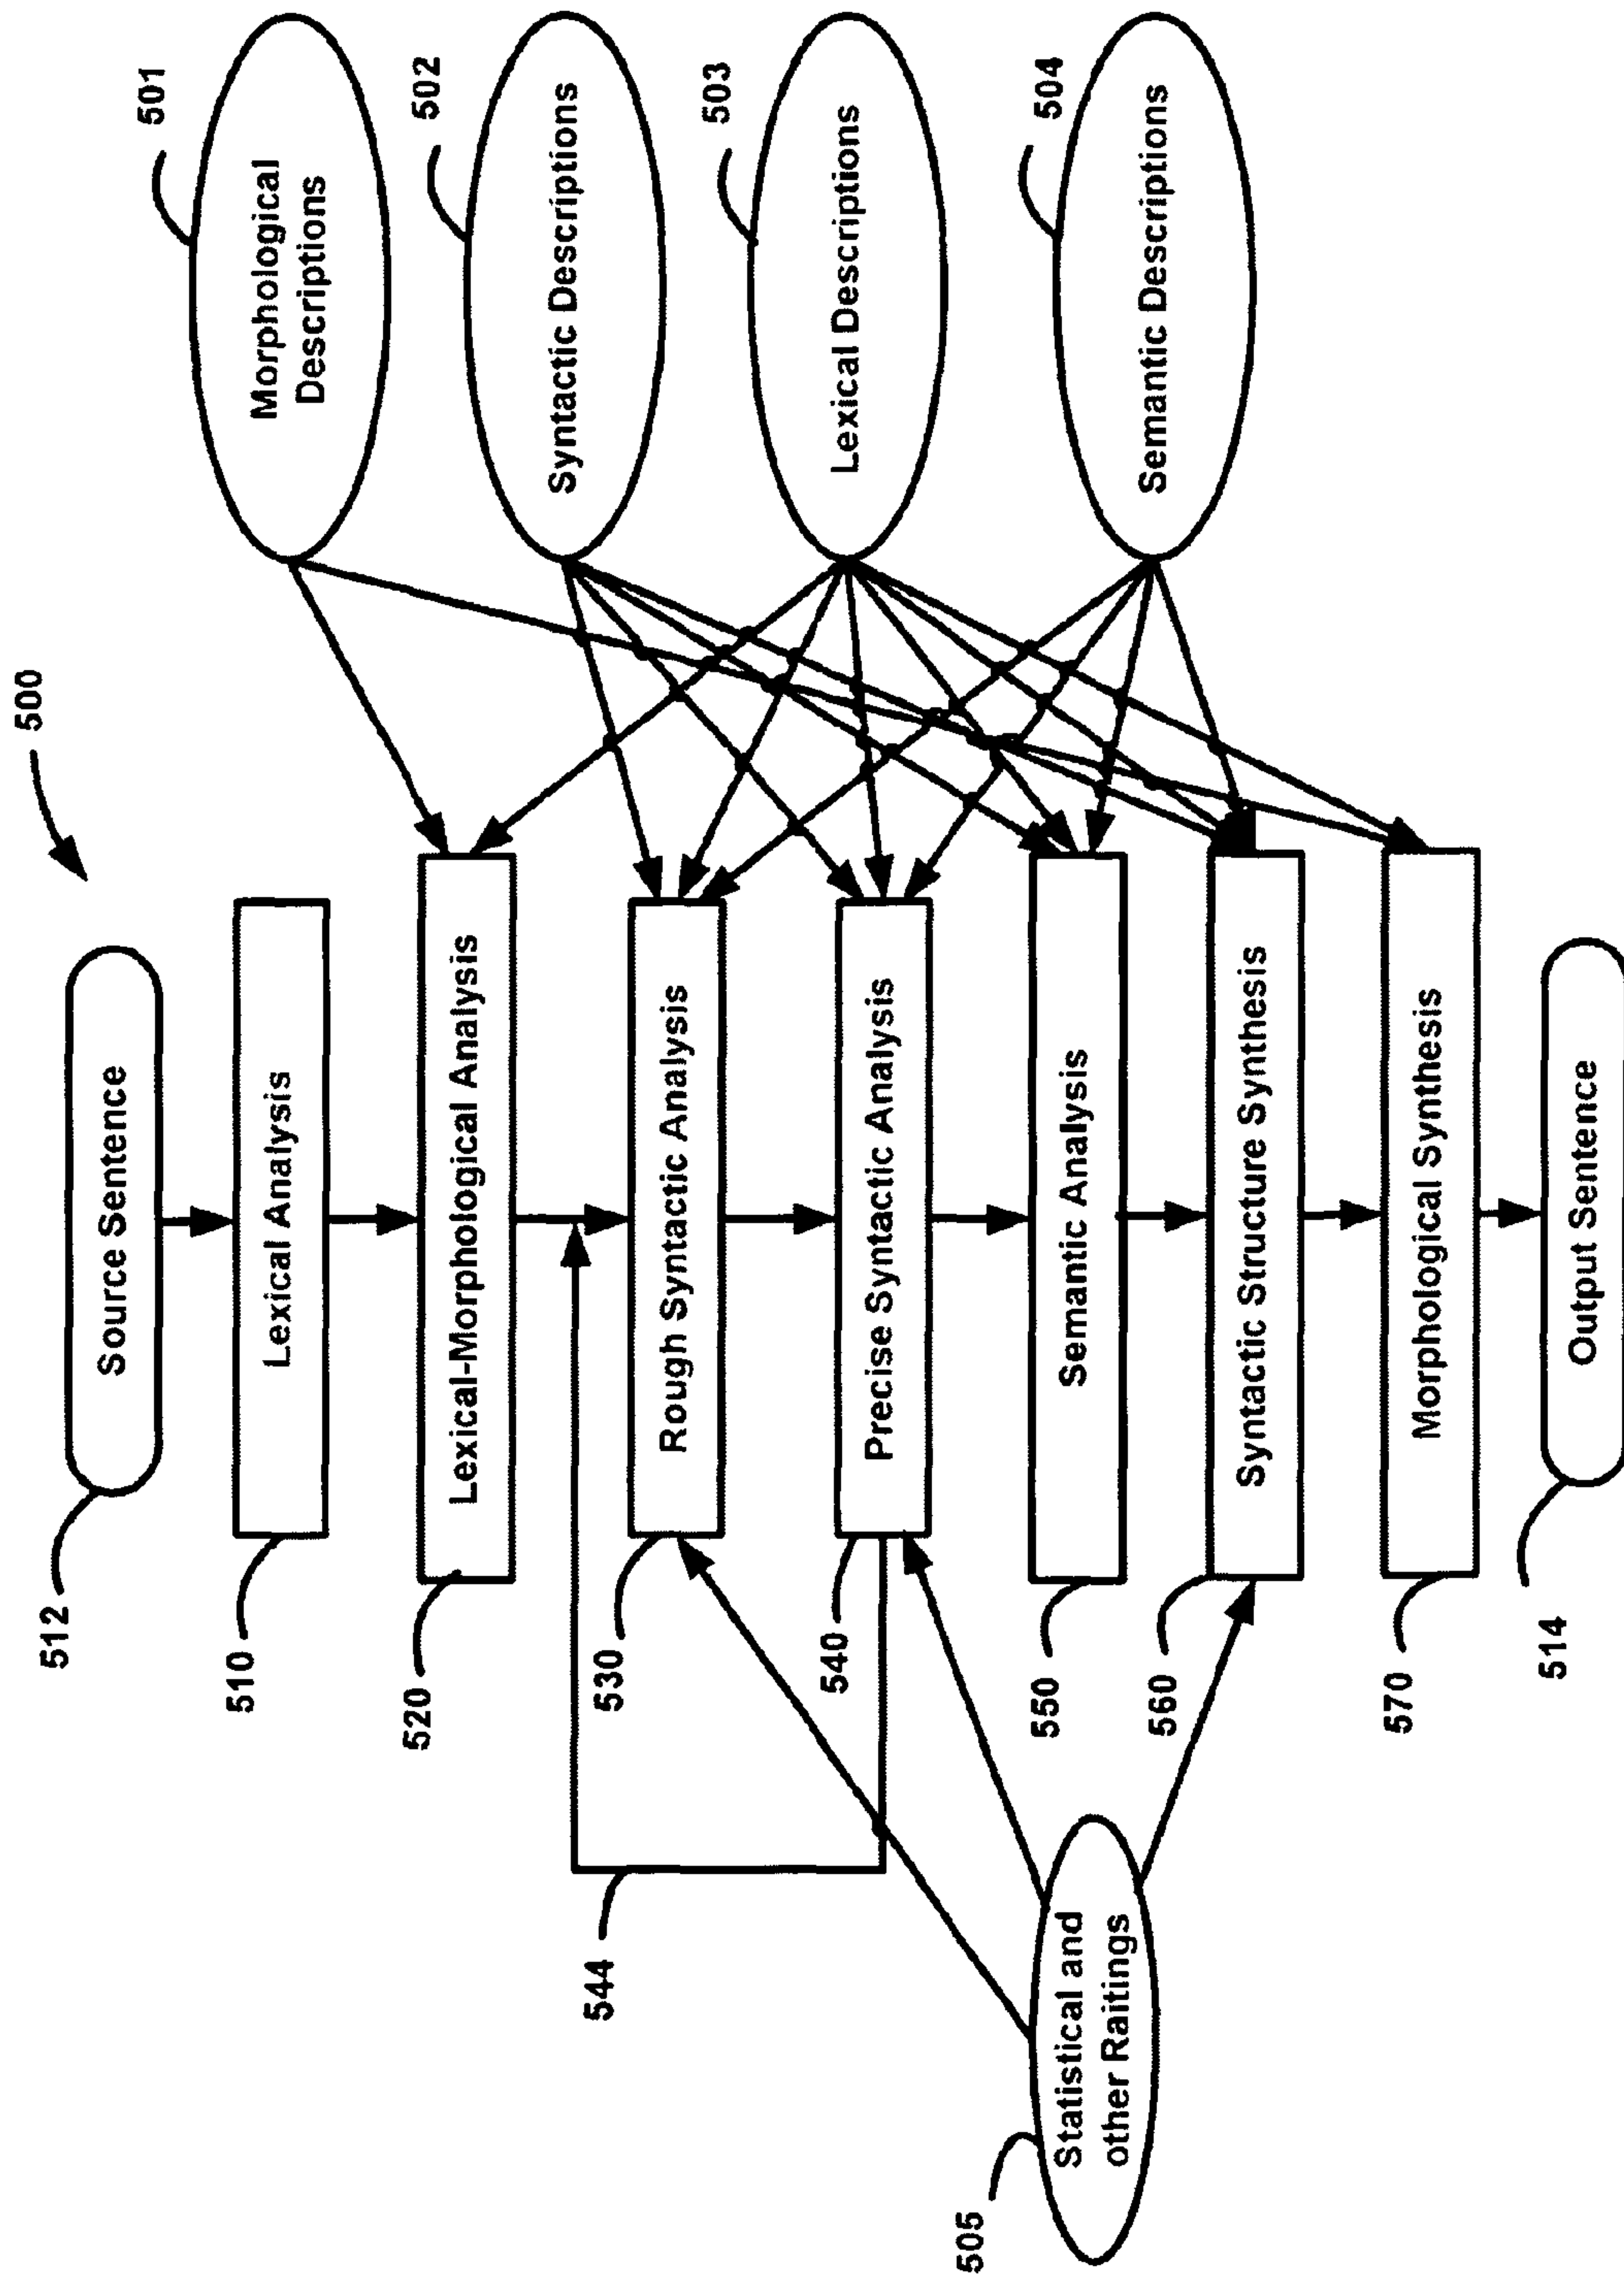 500
512
Source Sentence
510
Lexical Analysis
520
Lexical-Morphological Analysis
530
Rough Syntactic Analysis
540
Precise Syntactic Analysis
544
550
Semantic Analysis
560
Syntactic Structure Synthesis
570
Morphological Synthesis
514
Output Sentence
501
Morphological
Descriptions
502
Syntactic Descriptions
503
Lexical Descriptions
504
Semantic Descriptions
505
Statistical and
other Raitings